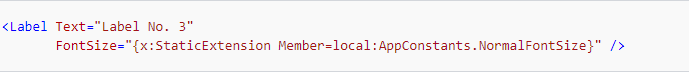 <Label Text="Label No. 3"
FontSize="{x:StaticExtension Member=local:AppConstants.NormalFontSize}" />